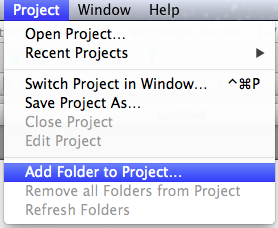 Project Window Help
Open Project...
Recent Projects ▶
Switch Project in Window... ^⌘P
Save Project As...
Close Project
Edit Project
Add Folder to Project...
Remove all Folders from Project
Refresh Folders